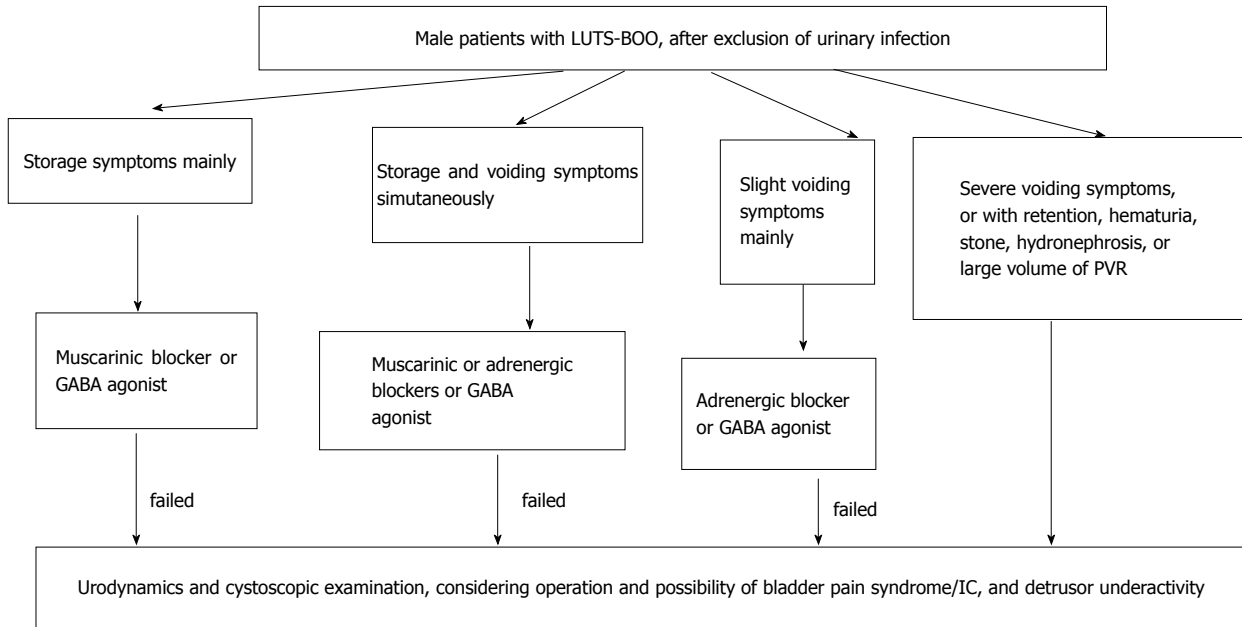 Male patients with LUTS-BOO, after exclusion of urinary infection
Storage symptoms mainly
Storage and voiding symptoms
simutaneously
Slight voiding
symptoms
mainly
Severe voiding symptoms,
or with retention, hematuria,
stone, hydronephrosis, or
large volume of PVR
Muscarinic blocker or
GABA agonist
Muscarinic or adrenergic
blockers or GABA
agonist
Adrenergic blocker
or GABA agonist
failed
failed
failed
Urodynamics and cystoscopic examination, considering operation and possibility of bladder pain syndrome/IC, and detrusor underactivity